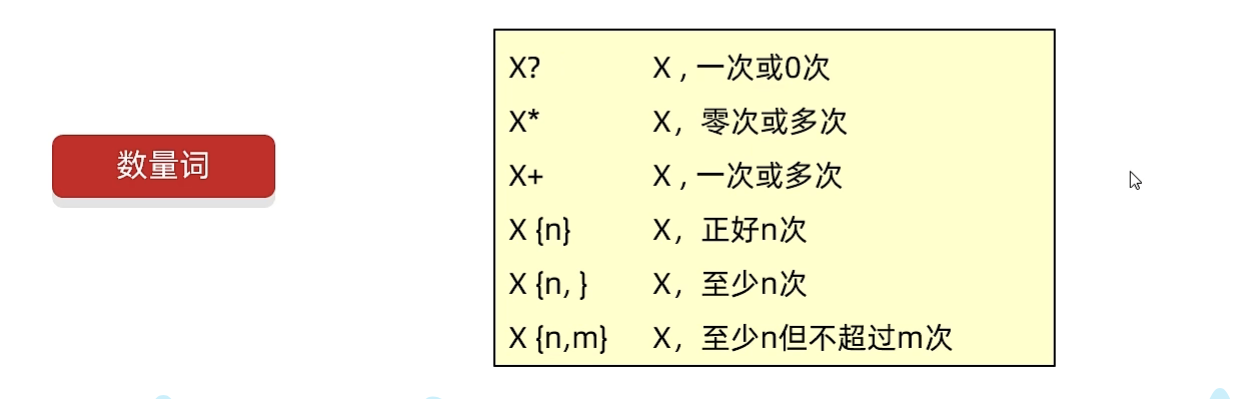 数量词
X? X , 一次或0次
X* X，零次或多次
X+ X , 一次或多次
X {n} X，正好n次
X {n, } X，至少n次
X {n,m} X，至少n但不超过m次